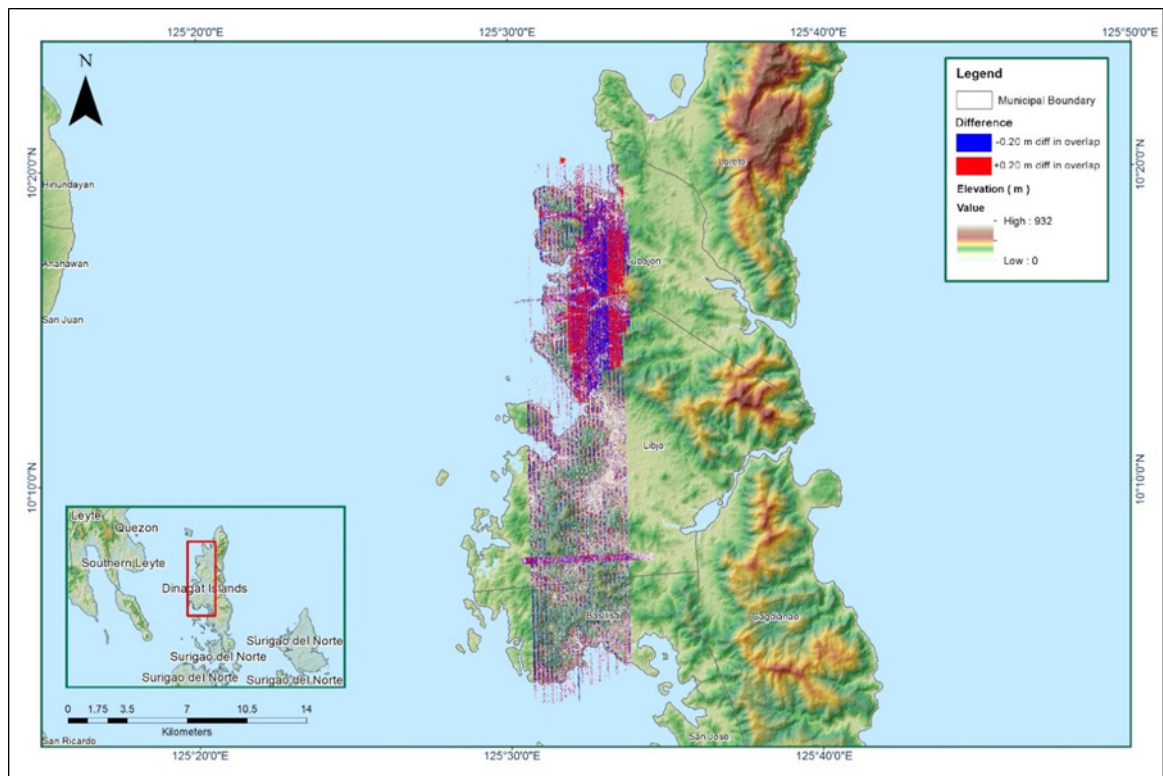 125°20'0"E
125°30'0"E
125°40'0"E
125°50'0"E
N
Legend
Municipal Boundary
Difference
-0.20 m diff in overlap
+0.20 m diff in overlap
Elevation ( m )
Value
High : 932
Low : 0
10°20'0"N
10°20'0"N
Loreto
Hinundayan
Anahawan
Tubajon
San Juan
Libjo
10°10'0"N
10°10'0"N
Leyte
Quezon
Southern Leyte
Dinagat Islands
Surigao del Norte
Surigao del Norte
Surigao del Norte
Surigao del Norte
Basilisa
Cagdianao
0 1.75 3.5 7 10.5 14
Kilometers
San Jose
San Ricardo
125°20'0"E
125°30'0"E
125°40'0"E